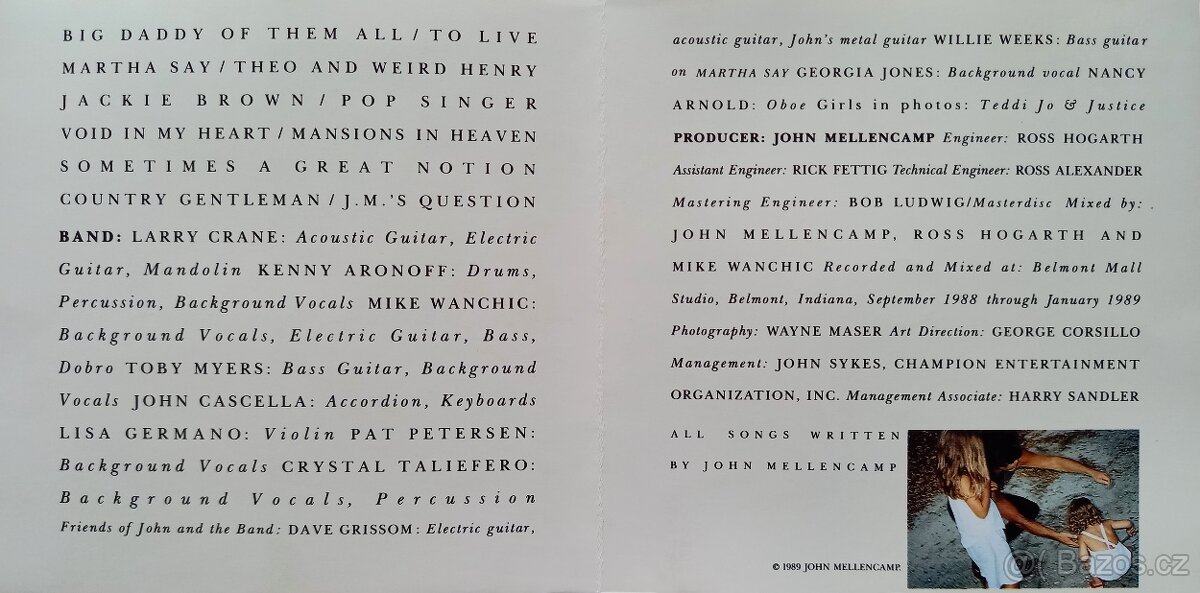 BIG DADDY OF THEM ALL / TO LIVE
MARTHA SAY / THEO AND WEIRD HENRY
JACKIE BROWN / POP SINGER
VOID IN MY HEART / MANSIONS IN HEAVEN
SOMETIMES A GREAT NOTION
COUNTRY GENTLEMAN / J.M.'S QUESTION
BAND: LARRY CRANE: Acoustic Guitar, Electric
Guitar, Mandolin KENNY ARONOFF: Drums,
Percussion, Background Vocals MIKE WANCHIC:
Background Vocals, Electric Guitar, Bass,
Dobro TOBY MYERS: Bass Guitar, Background
Vocals JOHN CASCELLA: Accordion, Keyboards
LISA GERMANO: Violin PAT PETERSEN:
Background Vocals CRYSTAL TALIEFERO:
Background Vocals, Percussion
Friends of John and the Band: DAVE GRISSOM: Electric guitar,
acoustic guitar, John's metal guitar WILLIE WEEKS: Bass guitar
on MARTHA SAY GEORGIA JONES: Background vocal NANCY
ARNOLD: Oboe Girls in photos: Teddi Jo & Justice
PRODUCER: JOHN MELLENCAMP Engineer: ROSS HOGARTH
Assistant Engineer: RICK FETTIG Technical Engineer: ROSS ALEXANDER
Mastering Engineer: BOB LUDWIG/Masterdisc Mixed by:
JOHN MELLENCAMP, ROSS HOGARTH AND
MIKE WANCHIC Recorded and Mixed at: Belmont Mall
Studio, Belmont, Indiana, September 1988 through January 1989
Photography: WAYNE MASER Art Direction: GEORGE CORSILLO
Management: JOHN SYKES, CHAMPION ENTERTAINMENT
ORGANIZATION, INC. Management Associate: HARRY SANDLER
ALL SONGS WRITTEN
BY JOHN MELLENCAMP
© 1989 JOHN MELLENCAMP.
Bazos.cz